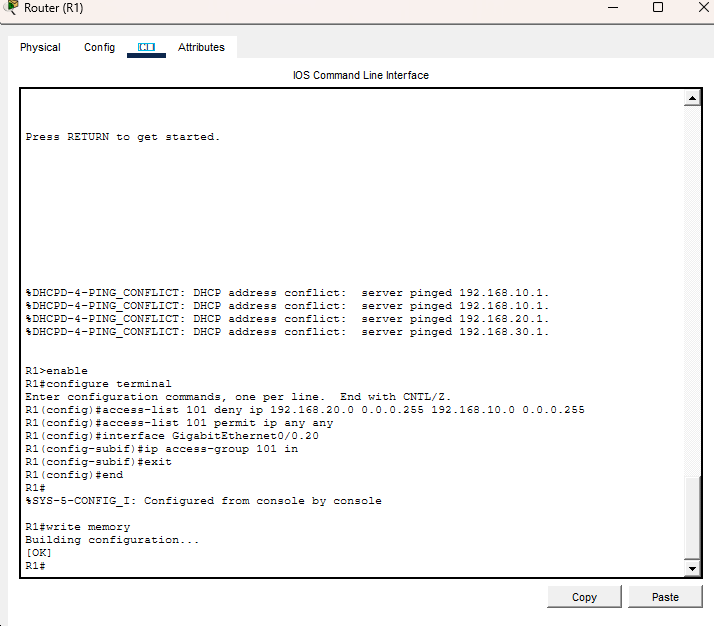 Router (R1)
Physical Config CLI Attributes
IOS Command Line Interface
Press RETURN to get started.
%DHCPD-4-PING_CONFLICT: DHCP address conflict:  server pinged 192.168.10.1.
%DHCPD-4-PING_CONFLICT: DHCP address conflict:  server pinged 192.168.10.1.
%DHCPD-4-PING_CONFLICT: DHCP address conflict:  server pinged 192.168.20.1.
%DHCPD-4-PING_CONFLICT: DHCP address conflict:  server pinged 192.168.30.1.
R1>enable
R1#configure terminal
Enter configuration commands, one per line.  End with CNTL/Z.
R1(config)#access-list 101 deny ip 192.168.20.0 0.0.0.255 192.168.10.0 0.0.0.255
R1(config)#access-list 101 permit ip any any
R1(config)#interface GigabitEthernet0/0.20
R1(config-subif)#ip access-group 101 in
R1(config-subif)#exit
R1(config)#end
R1#
%SYS-5-CONFIG_I: Configured from console by console
R1#write memory
Building configuration...
[OK]
R1#
Copy Paste